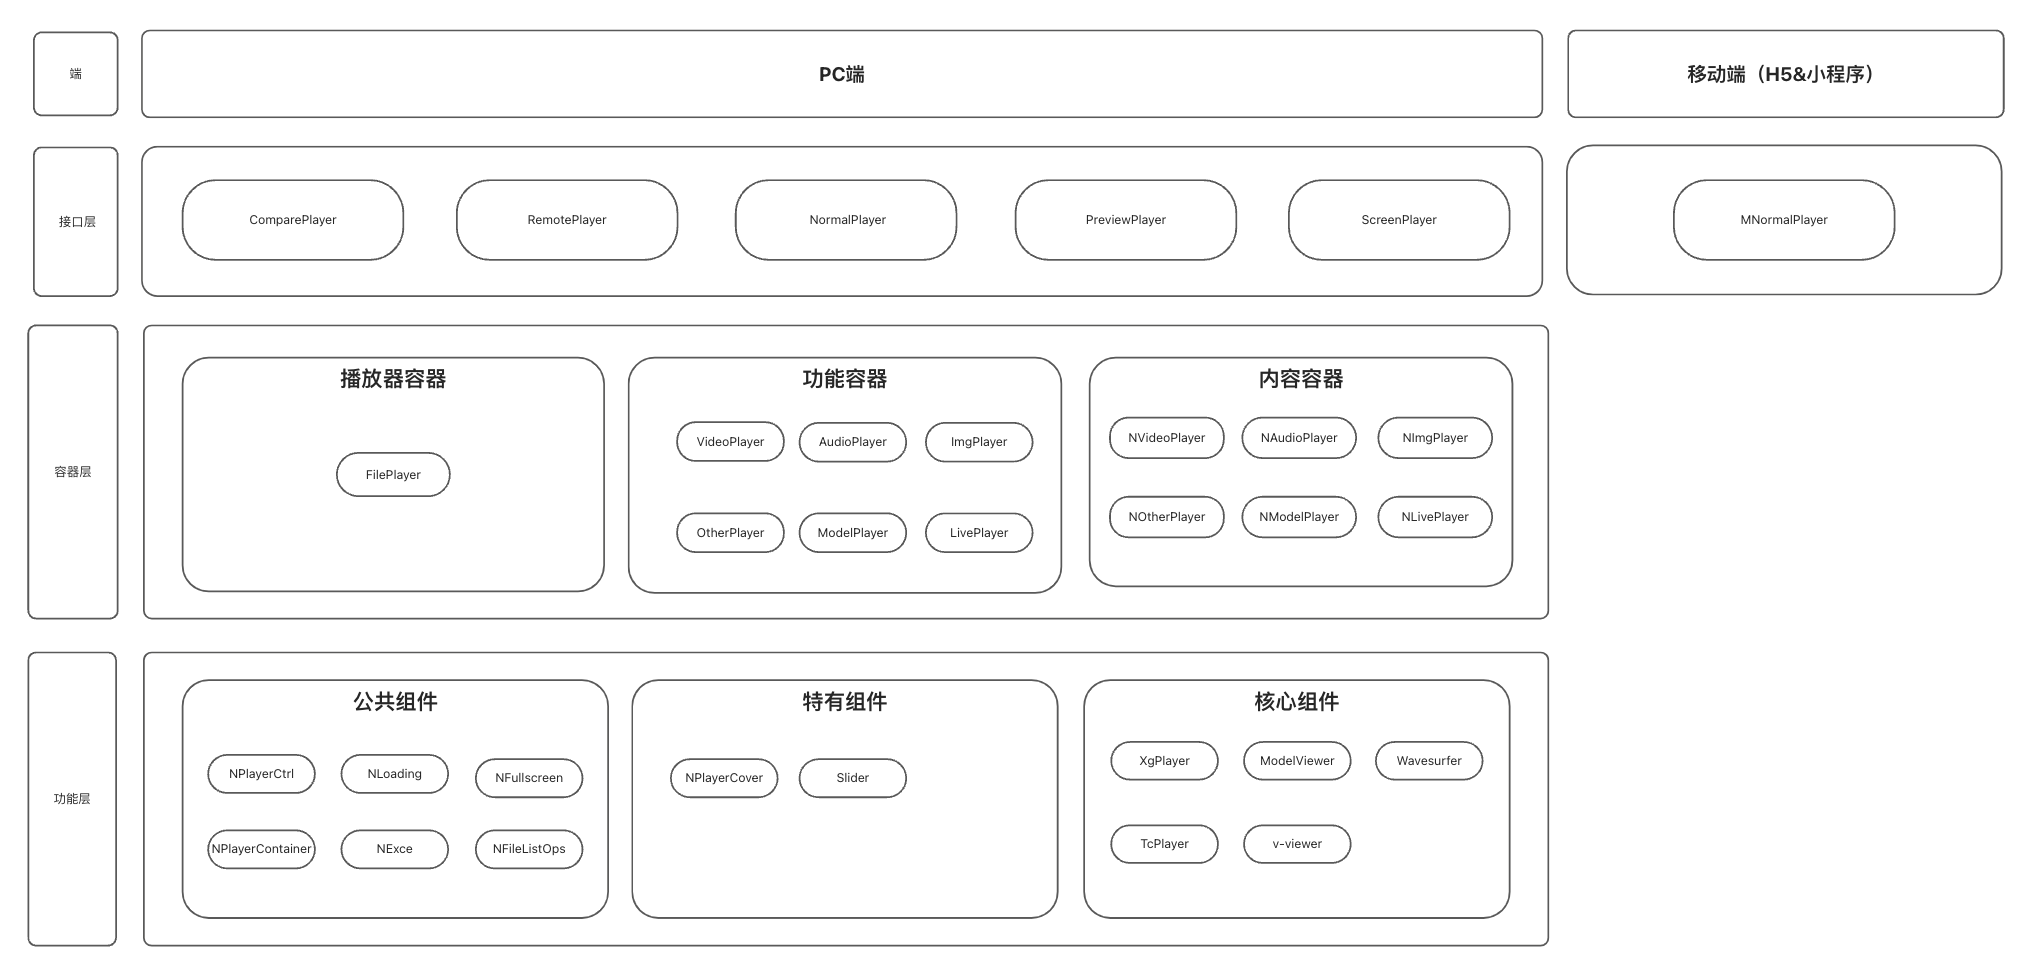 端
PC端
移动端（H5&小程序）
接口层
ComparePlayer
RemotePlayer
NormalPlayer
PreviewPlayer
ScreenPlayer
MNormalPlayer
容器层
播放器容器
FilePlayer
功能容器
VideoPlayer
AudioPlayer
ImgPlayer
OtherPlayer
ModelPlayer
LivePlayer
内容容器
NVideoPlayer
NAudioPlayer
NImgPlayer
NOtherPlayer
NModelPlayer
NLivePlayer
功能层
公共组件
NPlayerCtrl
NLoading
NFullscreen
NPlayerContainer
NExce
NFileListOps
特有组件
NPlayerCover
Slider
核心组件
XgPlayer
ModelViewer
Wavesurfer
TcPlayer
v-viewer